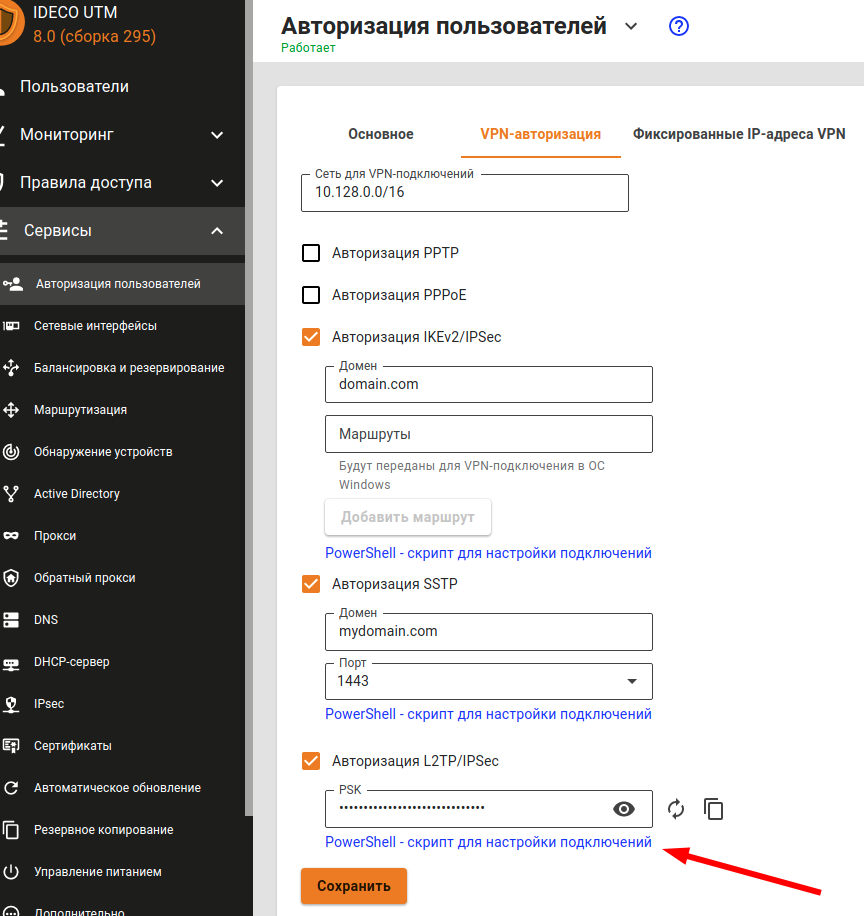 IDECO UTM
8.0 (сборка 295)
Пользователи
Мониторинг
Правила доступа
Сервисы
Авторизация пользователей
Сетевые интерфейсы
Балансировка и резервирование
Маршрутизация
Обнаружение устройств
Active Directory
Прокси
Обратный прокси
DNS
DHCP-сервер
IPsec
Сертификаты
Автоматическое обновление
Резервное копирование
Управление питанием
Дополнительно
Авторизация пользователей
Работает
Основное
VPN-авторизация
Фиксированные IP-адреса VPN
Сеть для VPN-подключений
10.128.0.0/16
Авторизация PPTP
Авторизация PPPoE
Авторизация IKEv2/IPSec
Домен
domain.com
Маршруты
Будут переданы для VPN-подключения в ОС
Windows
Добавить маршрут
PowerShell - скрипт для настройки подключений
Авторизация SSTP
Домен
mydomain.com
Порт
1443
PowerShell - скрипт для настройки подключений
Авторизация L2TP/IPSec
PSK
PowerShell - скрипт для настройки подключений
Сохранить